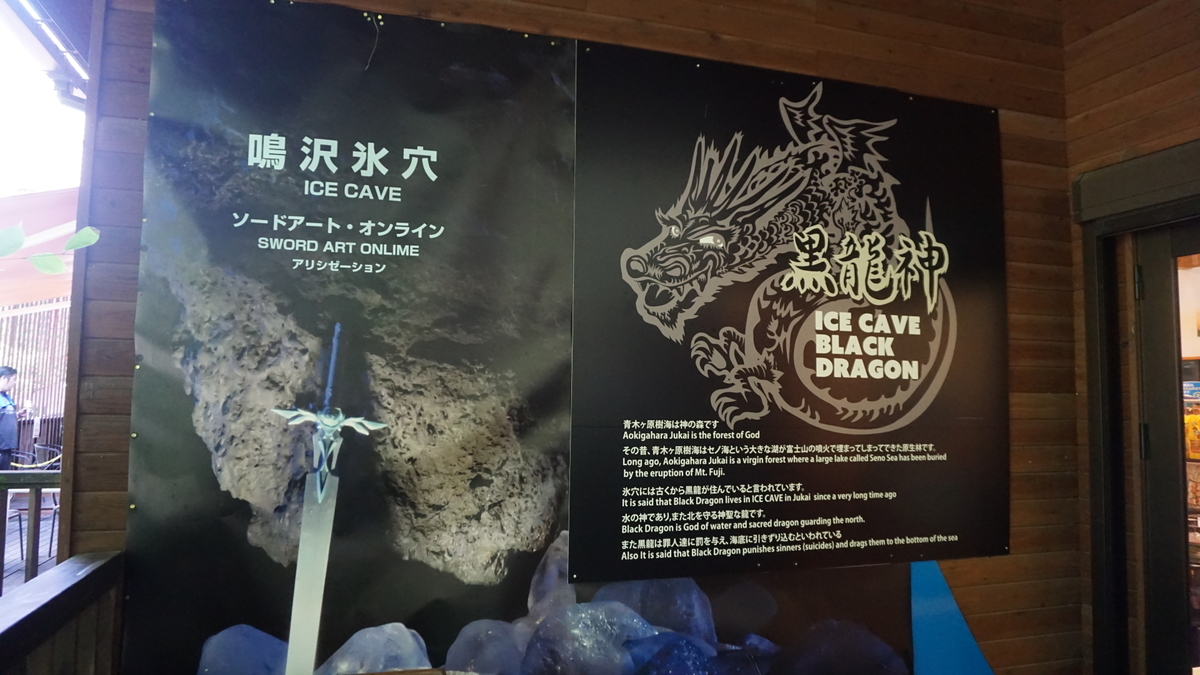 鳴沢氷穴
ICE CAVE
ソードアート・オンライン
SWORD ART ONLIME
アリシゼーション
黒龍神
ICE CAVE
BLACK
DRAGON
青木ヶ原樹海は神の森です
Aokigahara Jukai is the forest of God
その昔、青木ヶ原樹海はセノ海という大きな湖が富士山の噴火で埋まってしまってできた原生林です。
Long ago, Aokigahara Jukai is a virgin forest where a large lake called Seno Sea has been buried
by the eruption of Mt. Fuji.
氷穴には古くから黒龍が住んでいると言われています。
It is said that Black Dragon lives in ICE CAVE in Jukai since a very long time ago
水の神であり,また北を守る神聖な龍です。
Black Dragon is God of water and sacred dragon guarding the north.
また黒龍は罪人達に罰を与え、海底に引きずり込むといわれている
Also It is said that Black Dragon punishes sinners (suicides) and drags them to the bottom of the sea